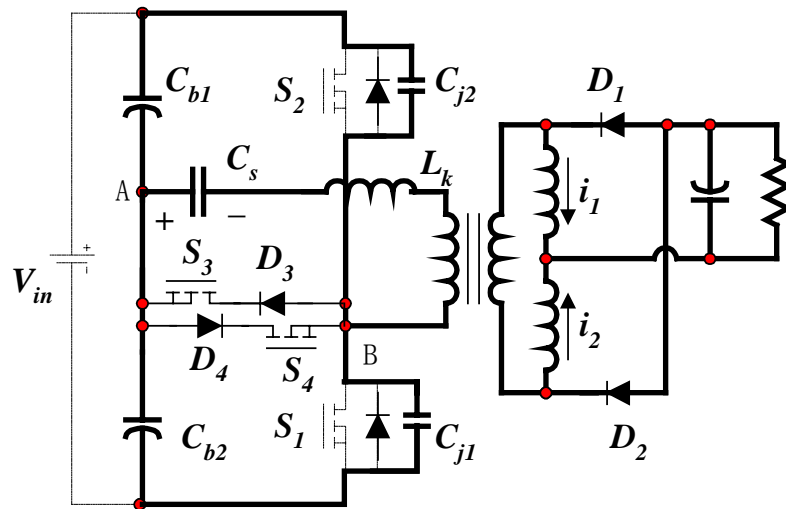 C_b1
S_2
C_j2
D_1
A
C_s
L_k
+
−
i_1
S_3
D_3
V_in
+
-
D_4
S_4
B
i_2
C_b2
S_1
C_j1
D_2